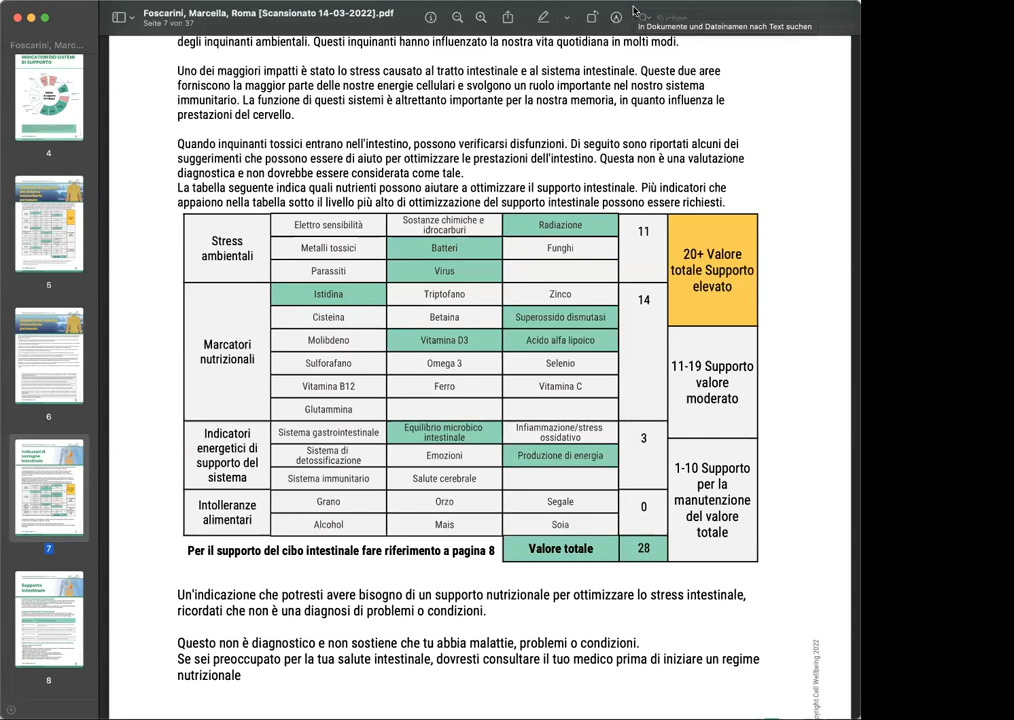 Foscarini, Marcella, Roma [Scansionato 14-03-2022].pdf
Seite 7 von 37
Suchen
In Dokumente und Dateinamen nach Text suchen
Foscarini, Marc...
INDICATORI DEI SISTEMI
DI SUPPORTO
4
5
6
Indicatori di
sostegno
intestinale
7
Supporto
intestinale
8
degli inquinanti ambientali. Questi inquinanti hanno influenzato la nostra vita quotidiana in molti modi.
Uno dei maggiori impatti è stato lo stress causato al tratto intestinale e al sistema intestinale. Queste due aree
forniscono la maggior parte delle nostre energie cellulari e svolgono un ruolo importante nel nostro sistema
immunitario. La funzione di questi sistemi è altrettanto importante per la nostra memoria, in quanto influenza le
prestazioni del cervello.
Quando inquinanti tossici entrano nell'intestino, possono verificarsi disfunzioni. Di seguito sono riportati alcuni dei
suggerimenti che possono essere di aiuto per ottimizzare le prestazioni dell'intestino. Questa non è una valutazione
diagnostica e non dovrebbe essere considerata come tale.
La tabella seguente indica quali nutrienti possono aiutare a ottimizzare il supporto intestinale. Più indicatori che
appaiono nella tabella sotto il livello più alto di ottimizzazione del supporto intestinale possono essere richiesti.
Stress
ambientali
Elettro sensibilità
Sostanze chimiche e
idrocarburi
Radiazione
11
Metalli tossici
Batteri
Funghi
Parassiti
Virus
Marcatori
nutrizionali
Istidina
Triptofano
Zinco
14
Cisteina
Betaina
Superossido dismutasi
Molibdeno
Vitamina D3
Acido alfa lipoico
Sulforafano
Omega 3
Selenio
Vitamina B12
Ferro
Vitamina C
Glutammina
Indicatori
energetici di
supporto del
sistema
Sistema gastrointestinale
Equilibrio microbico
intestinale
Infiammazione/stress
ossidativo
3
Sistema di
detossificazione
Emozioni
Produzione di energia
Sistema immunitario
Salute cerebrale
Intolleranze
alimentari
Grano
Orzo
Segale
0
Alcohol
Mais
Soia
Per il supporto del cibo intestinale fare riferimento a pagina 8
Valore totale
28
20+ Valore
totale Supporto
elevato
11-19 Supporto
valore
moderato
1-10 Supporto
per la
manutenzione
del valore
totale
Un'indicazione che potresti avere bisogno di un supporto nutrizionale per ottimizzare lo stress intestinale,
ricordati che non è una diagnosi di problemi o condizioni.
Questo non è diagnostico e non sostiene che tu abbia malattie, problemi o condizioni.
Se sei preoccupato per la tua salute intestinale, dovresti consultare il tuo medico prima di iniziare un regime
nutrizionale
pyright Cell Wellbeing 2022